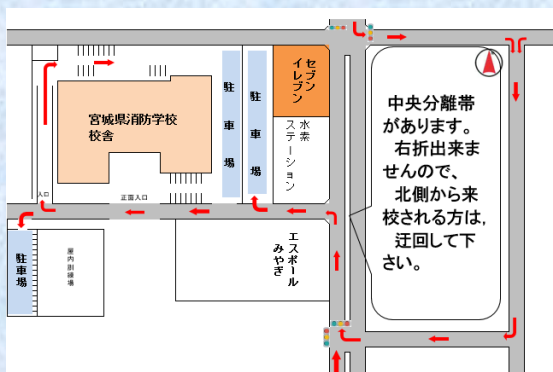 セブン
イレブン
駐車場
駐車場
宮城県消防学校
校舎
水素
ステーション
中央分離帯
があります。
右折出来ま
せんので、
北側から来
校される方は,
迂回して下
さい。
入口
正面入口
駐車場
屋内訓練場
エスポール
みやぎ